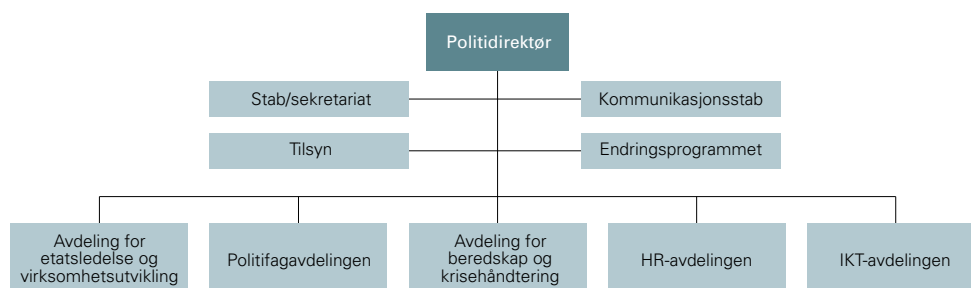 Politidirektør
Stab/sekretariat
Kommunikasjonsstab
Tilsyn
Endringsprogrammet
Avdeling for
etatsledelse og
virksomhetsutvikling
Politifagavdelingen
Avdeling for
beredskap og
krisehåndtering
HR-avdelingen
IKT-avdelingen